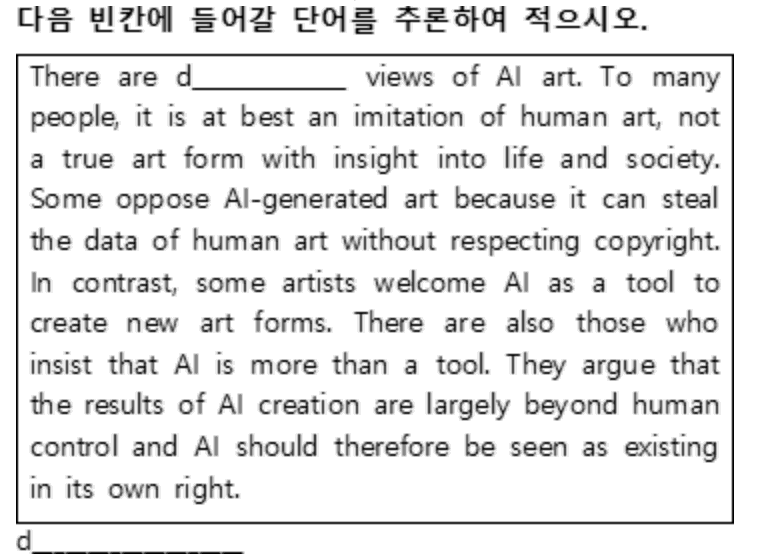 다음 빈칸에 들어갈 단어를 추론하여 적으시오.
There are d___________ views of AI art. To many
people, it is at best an imitation of human art, not
a true art form with insight into life and society.
Some oppose AI-generated art because it can steal
the data of human art without respecting copyright.
In contrast, some artists welcome AI as a tool to
create new art forms. There are also those who
insist that AI is more than a tool. They argue that
the results of AI creation are largely beyond human
control and AI should therefore be seen as existing
in its own right.
d_______________